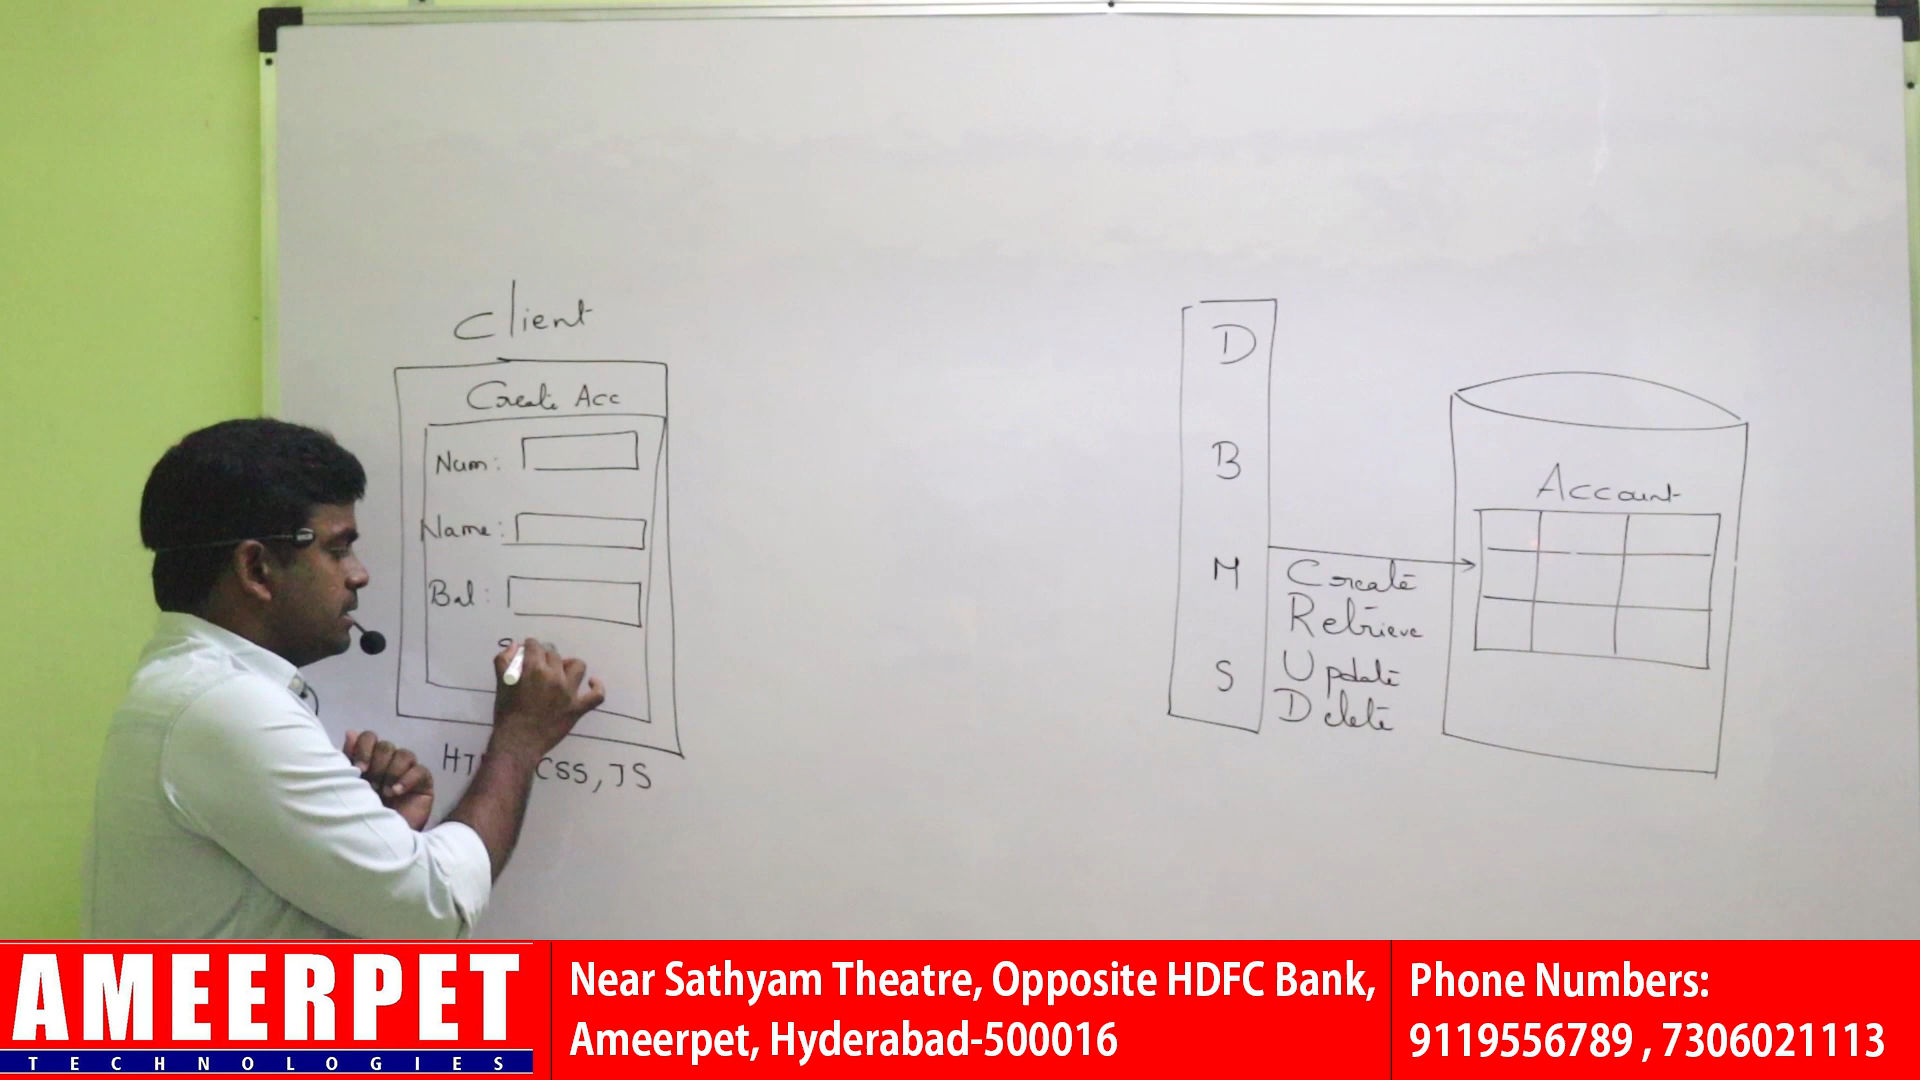 Client
Create Acc
Num:
Name:
Bal:
CSS, JS
D
B
M
S
Create
Retrieve
Update
Delete
Account
AMEERPET
TECHNOLOGIES
Near Sathyam Theatre, Opposite HDFC Bank,
Ameerpet, Hyderabad-500016
Phone Numbers:
9119556789 , 7306021113